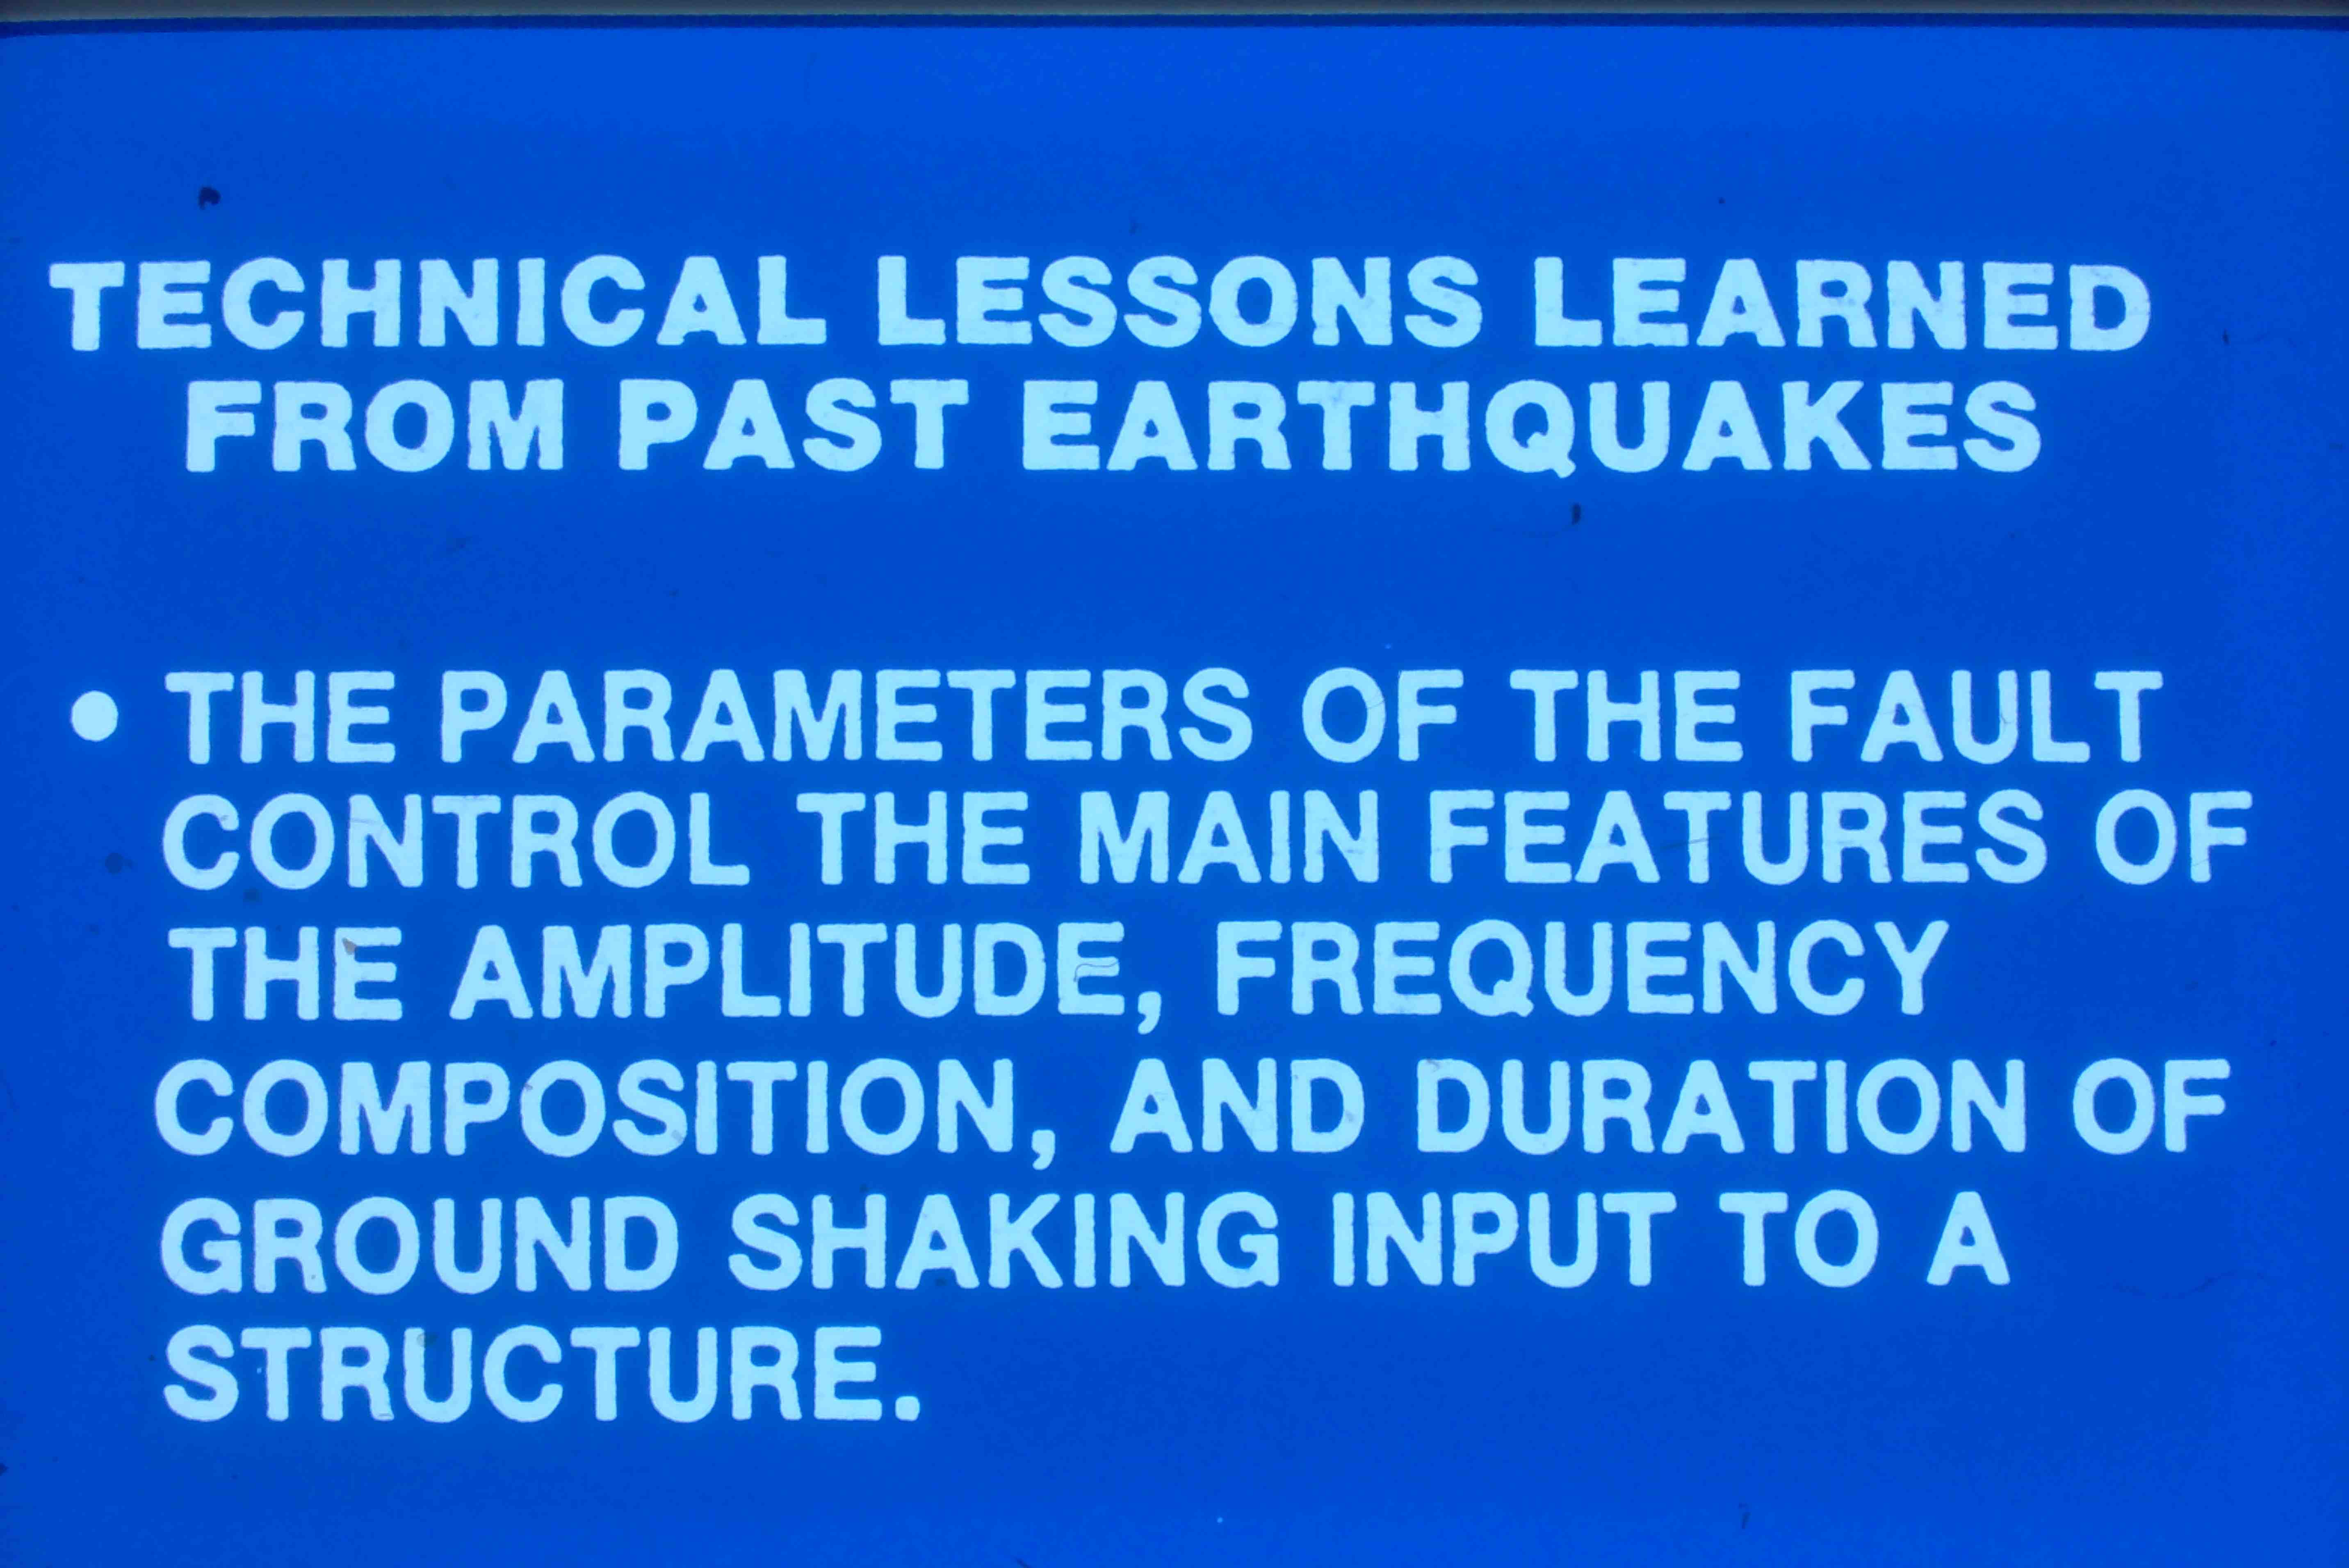 TECHNICAL LESSONS LEARNED
FROM PAST EARTHQUAKES
• THE PARAMETERS OF THE FAULT
CONTROL THE MAIN FEATURES OF
THE AMPLITUDE, FREQUENCY
COMPOSITION, AND DURATION OF
GROUND SHAKING INPUT TO A
STRUCTURE.